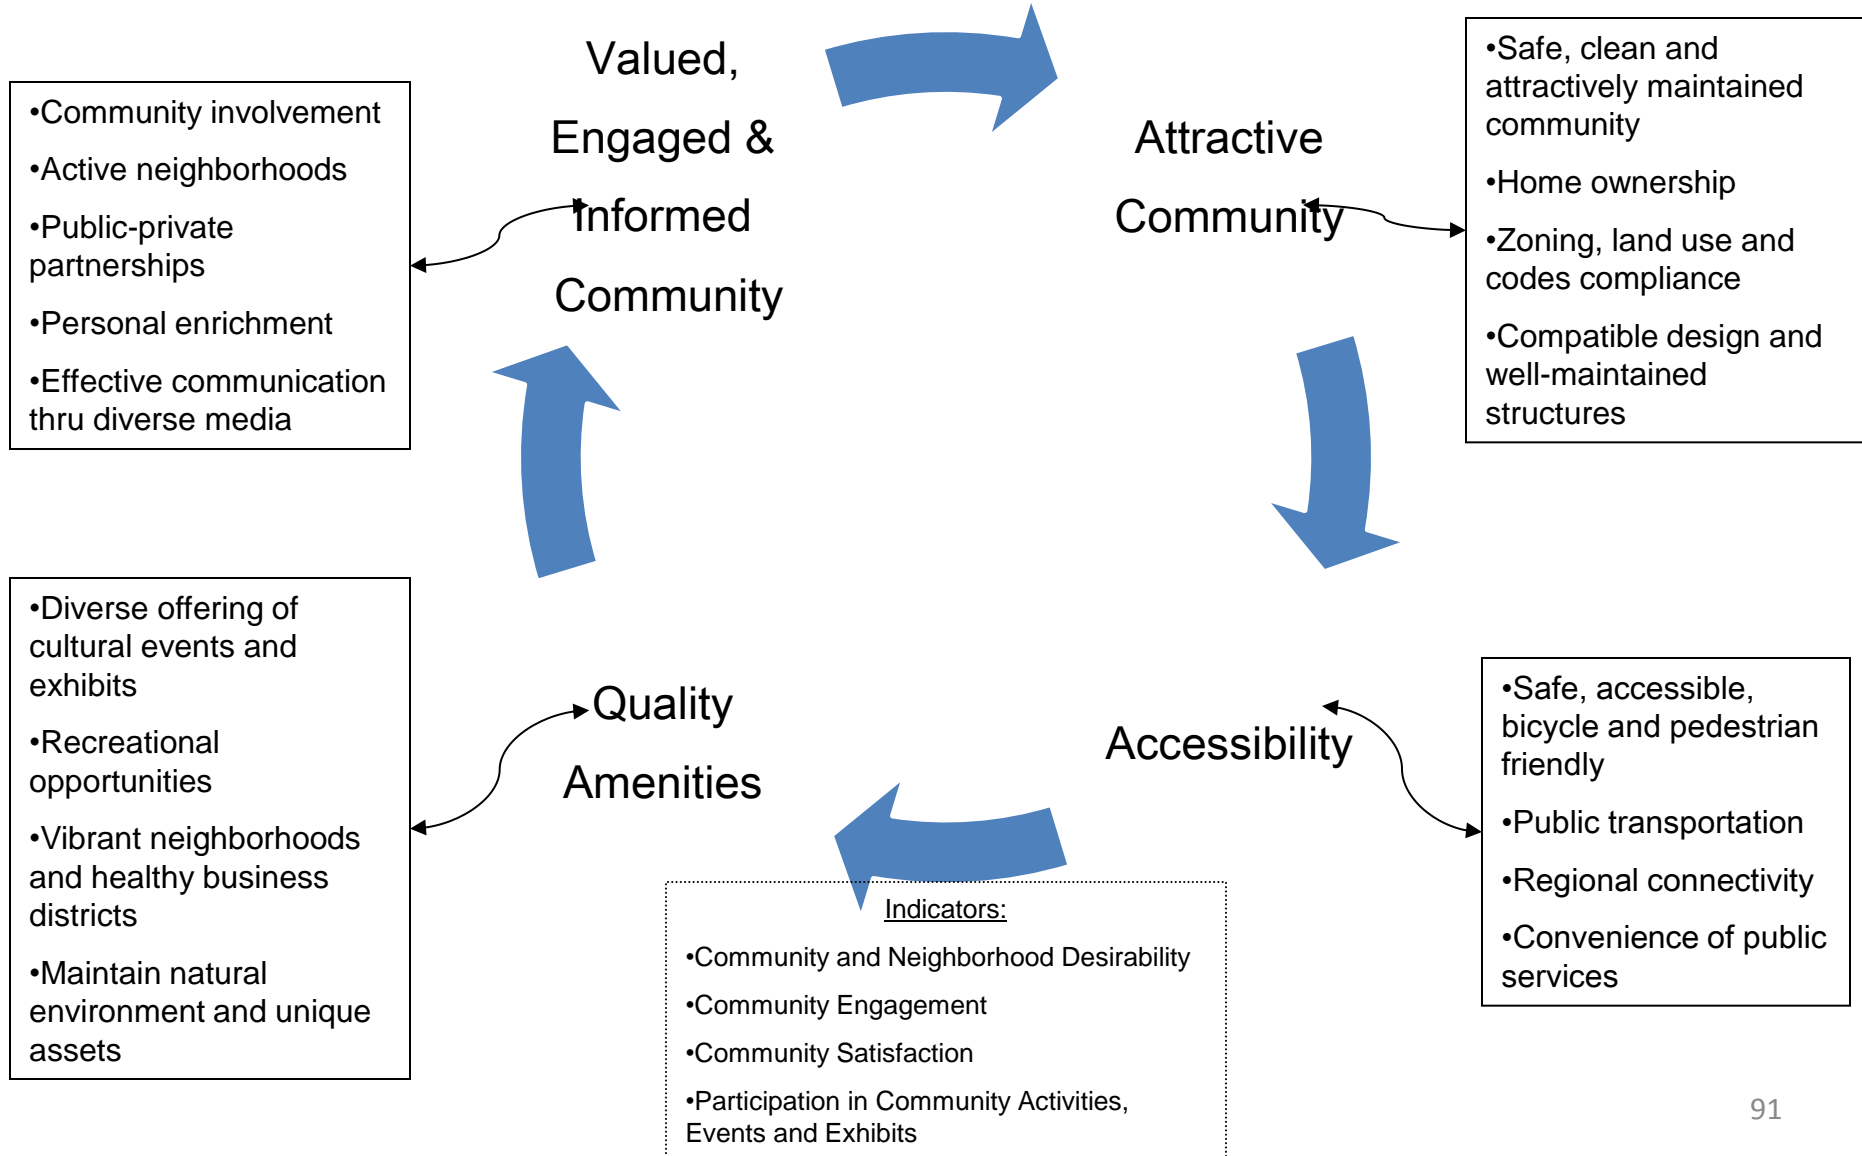 Valued,
Engaged &
Informed
Community
•Community involvement
•Active neighborhoods
•Public-private
partnerships
•Personal enrichment
•Effective communication
thru diverse media
Attractive
Community
•Safe, clean and
attractively maintained
community
•Home ownership
•Zoning, land use and
codes compliance
•Compatible design and
well-maintained
structures
•Diverse offering of
cultural events and
exhibits
•Recreational
opportunities
•Vibrant neighborhoods
and healthy business
districts
•Maintain natural
environment and unique
assets
Quality
Amenities
Accessibility
•Safe, accessible,
bicycle and pedestrian
friendly
•Public transportation
•Regional connectivity
•Convenience of public
services
Indicators:
•Community and Neighborhood Desirability
•Community Engagement
•Community Satisfaction
•Participation in Community Activities,
Events and Exhibits
91